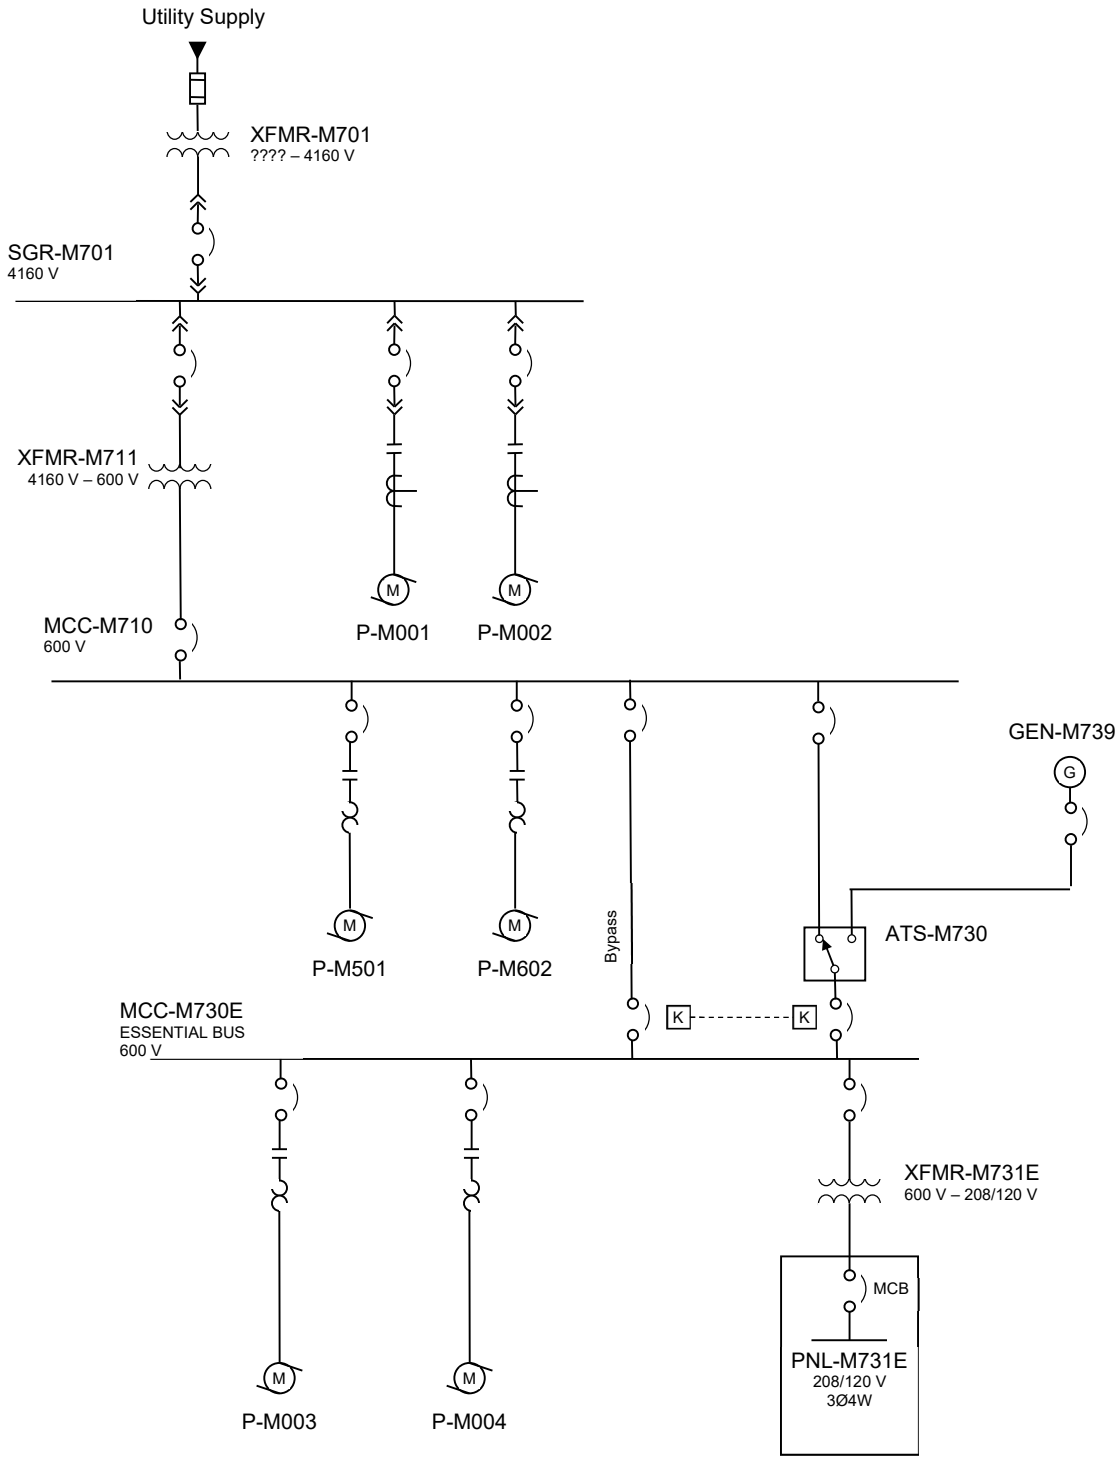 Utility Supply
XFMR-M701
???? – 4160 V
SGR-M701
4160 V
XFMR-M711
4160 V – 600 V
M
M
P-M001
P-M002
MCC-M710
600 V
GEN-M739
G
M
M
P-M501
P-M602
Bypass
ATS-M730
MCC-M730E
ESSENTIAL BUS
600 V
K
K
XFMR-M731E
600 V – 208/120 V
MCB
PNL-M731E
208/120 V
3Ø4W
M
M
P-M003
P-M004